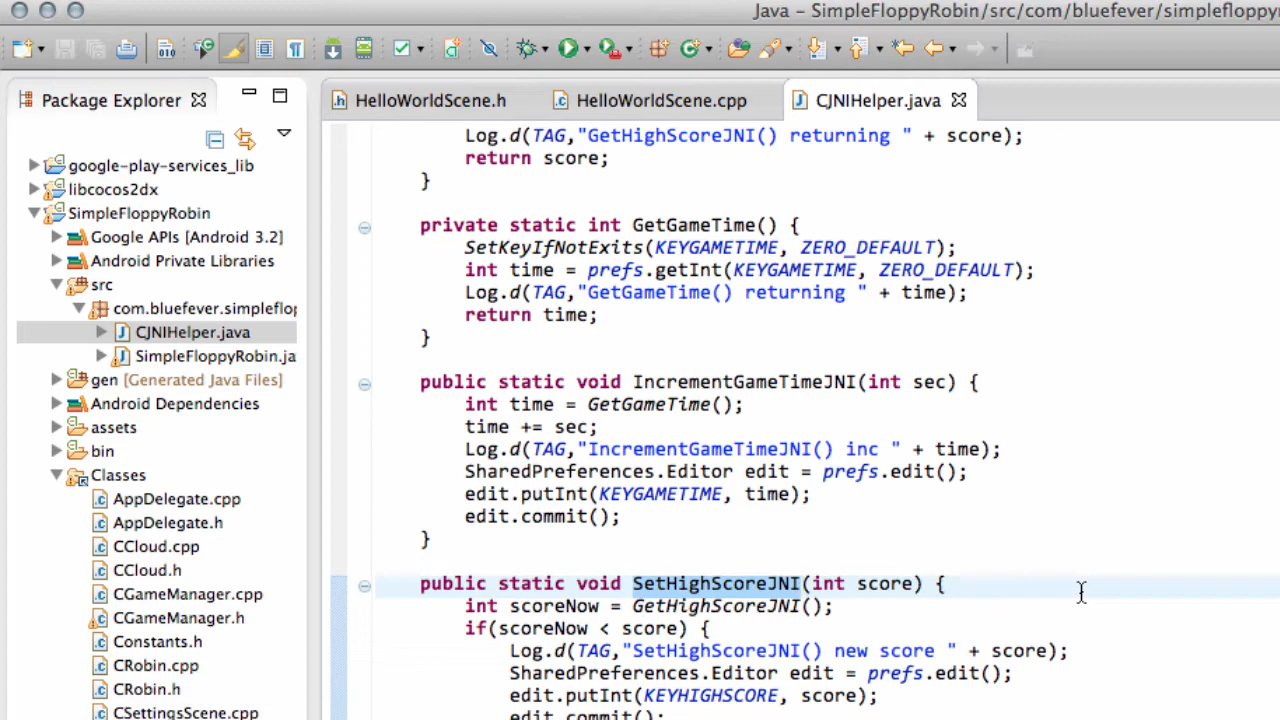 Java – SimpleFloppyRobin/src/com/bluefever/simplefloppy
Package Explorer
HelloWorldScene.h
HelloWorldScene.cpp
CJNIHelper.java
google-play-services_lib
libcocos2dx
SimpleFloppyRobin
Google APIs [Android 3.2]
Android Private Libraries
src
com.bluefever.simpleflop
CJNIHelper.java
SimpleFloppyRobin.ja
gen [Generated Java Files]
Android Dependencies
assets
bin
Classes
AppDelegate.cpp
AppDelegate.h
CCloud.cpp
CCloud.h
CGameManager.cpp
CGameManager.h
Constants.h
CRobin.cpp
CRobin.h
CSettingsScene.cpp
Log.d(TAG,"GetHighScoreJNI() returning " + score);
return score;
}
private static int GetGameTime() {
SetKeyIfNotExits(KEYGAMETIME, ZERO_DEFAULT);
int time = prefs.getInt(KEYGAMETIME, ZERO_DEFAULT);
Log.d(TAG,"GetGameTime() returning " + time);
return time;
}
public static void IncrementGameTimeJNI(int sec) {
int time = GetGameTime();
time += sec;
Log.d(TAG,"IncrementGameTimeJNI() inc " + time);
SharedPreferences.Editor edit = prefs.edit();
edit.putInt(KEYGAMETIME, time);
edit.commit();
}
public static void SetHighScoreJNI(int score) {
int scoreNow = GetHighScoreJNI();
if(scoreNow < score) {
Log.d(TAG,"SetHighScoreJNI() new score " + score);
SharedPreferences.Editor edit = prefs.edit();
edit.putInt(KEYHIGHSCORE, score);
edit.commit();